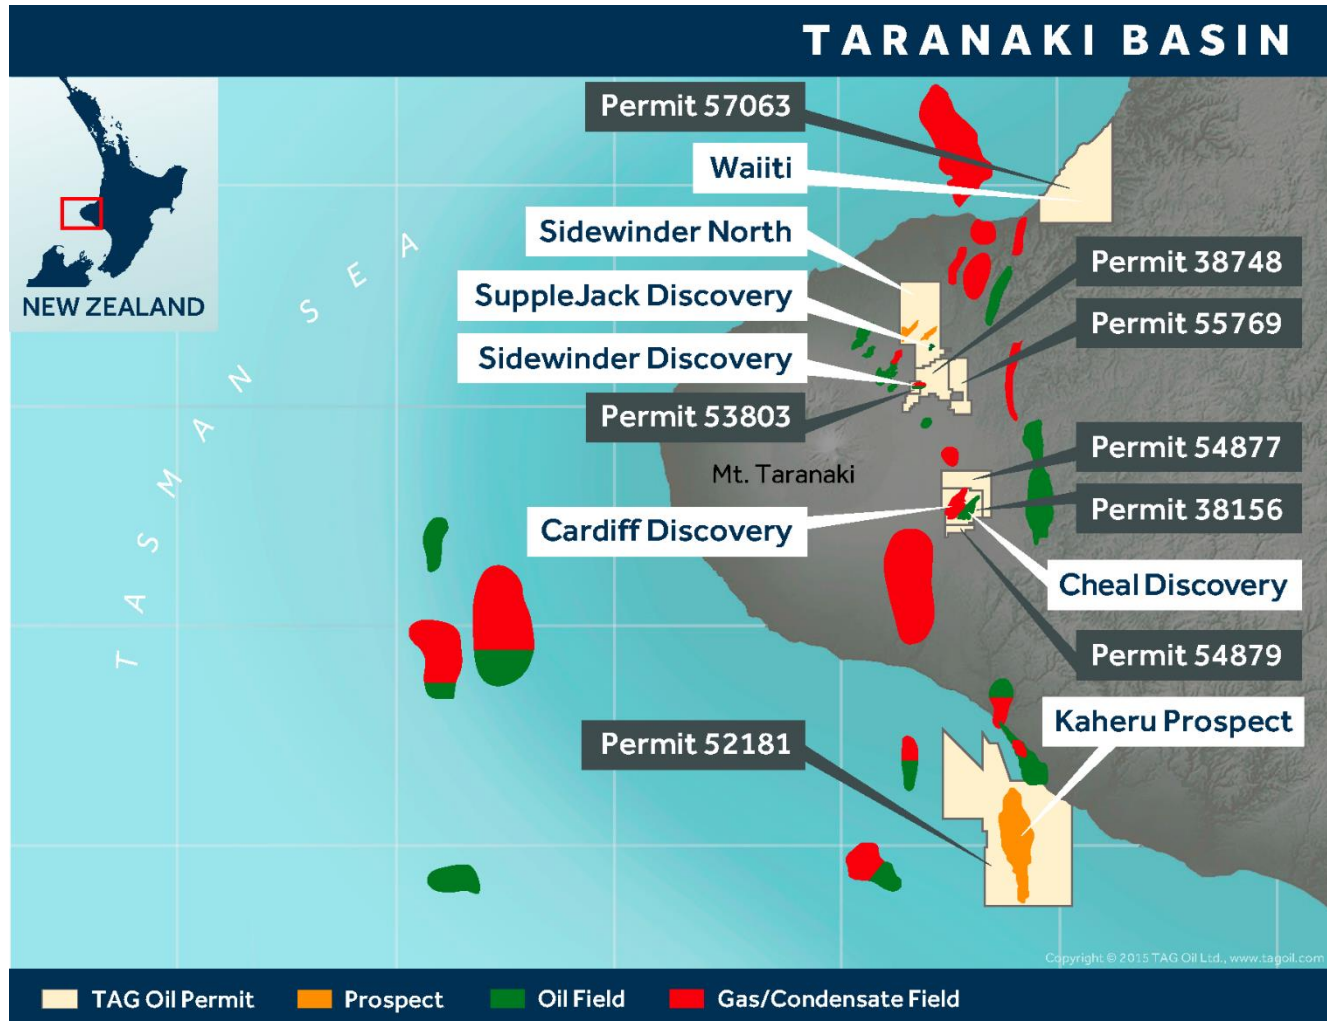 TARANAKI BASIN
NEW ZEALAND
TASMAN SEA
Permit 57063
Waiiti
Sidewinder North
SuppleJack Discovery
Sidewinder Discovery
Permit 53803
Permit 38748
Permit 55769
Mt. Taranaki
Permit 54877
Permit 38156
Cardiff Discovery
Cheal Discovery
Permit 54879
Kaheru Prospect
Permit 52181
Copyright © 2015 TAG Oil Ltd., www.tagoil.com
TAG Oil Permit
Prospect
Oil Field
Gas/Condensate Field